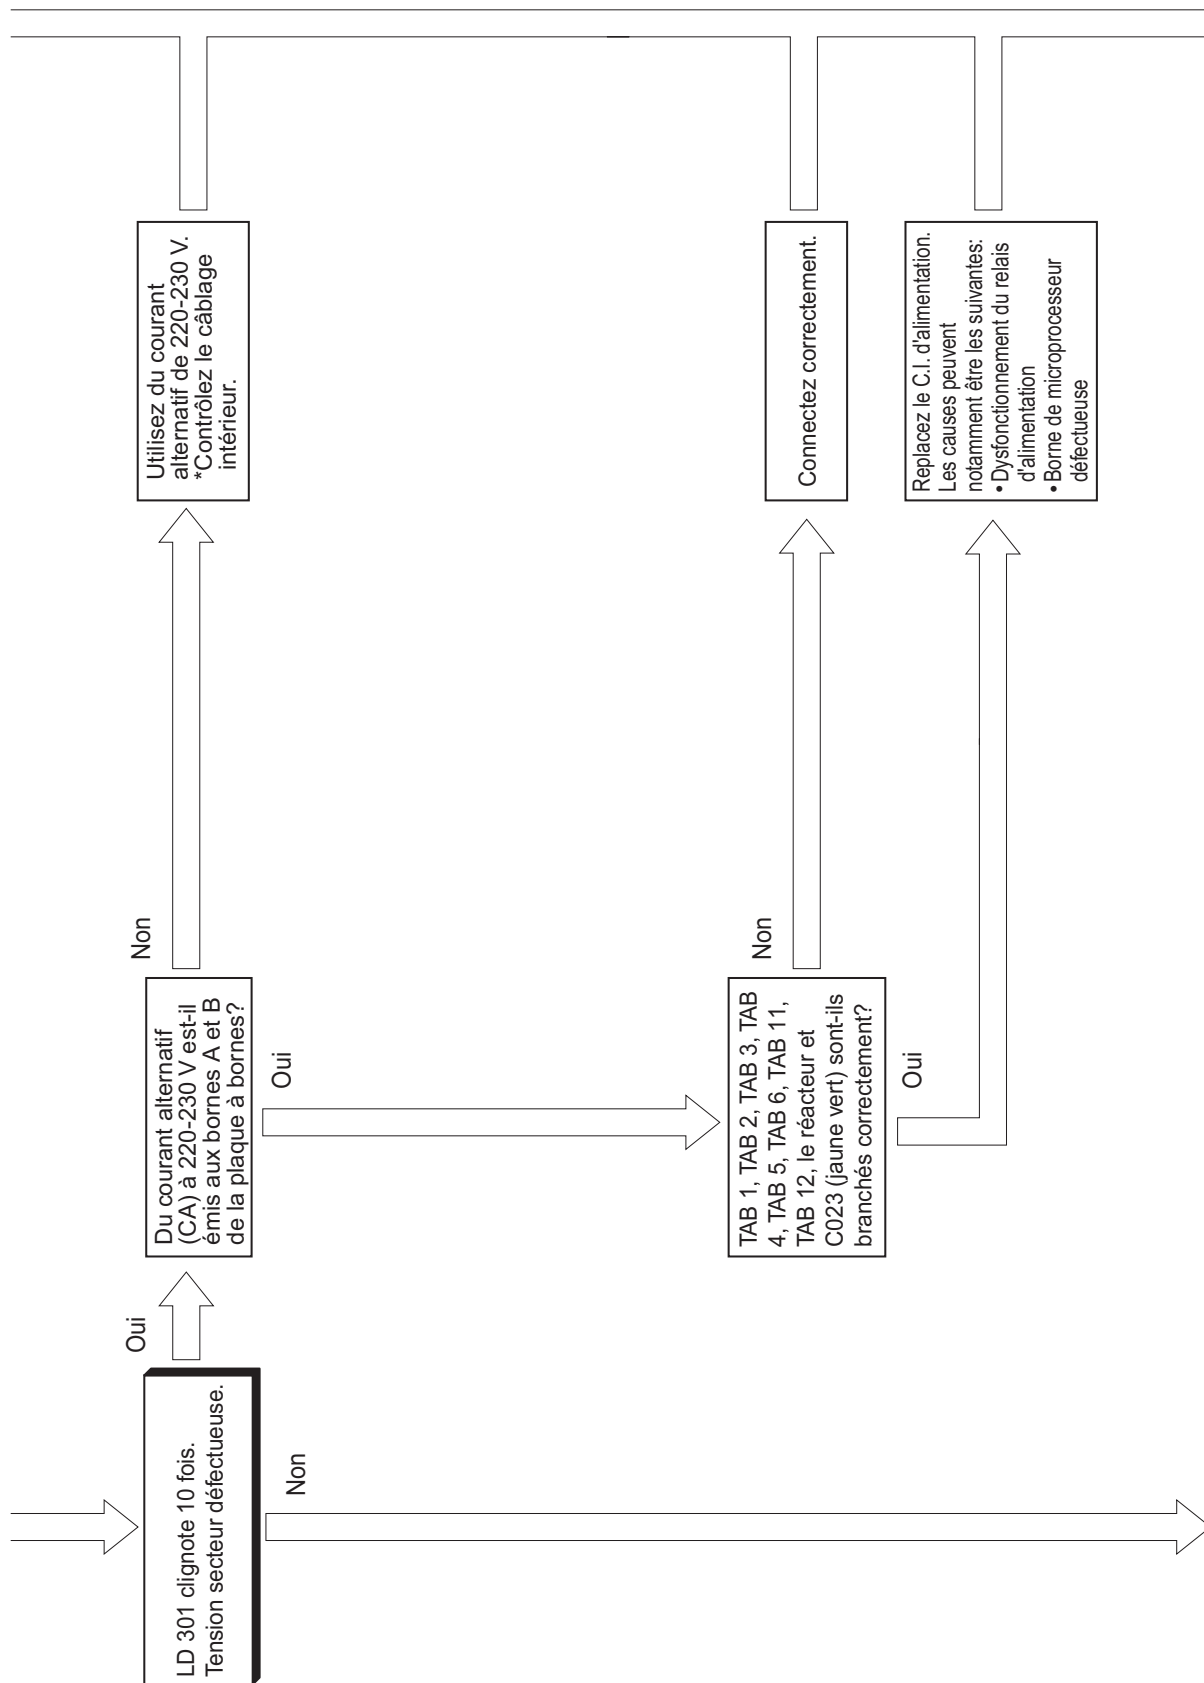 LD 301 clignote 10 fois.
Tension secteur défectueuse.
Oui
Non
Du courant alternatif
(CA) à 220-230 V est-il
émis aux bornes A et B
de la plaque à bornes?
Non
Oui
Utilisez du courant
alternatif de 220-230 V.
*Contrôlez le câblage
intérieur.
TAB 1, TAB 2, TAB 3, TAB
4, TAB 5, TAB 6, TAB 11,
TAB 12, le réacteur et
C023 (jaune vert) sont-ils
branchés correctement?
Non
Oui
Connectez correctement.
Replacez le C.I. d'alimentation.
Les causes peuvent
notamment être les suivantes:
• Dysfonctionnement du relais
d'alimentation
• Borne de microprocesseur
défectueuse